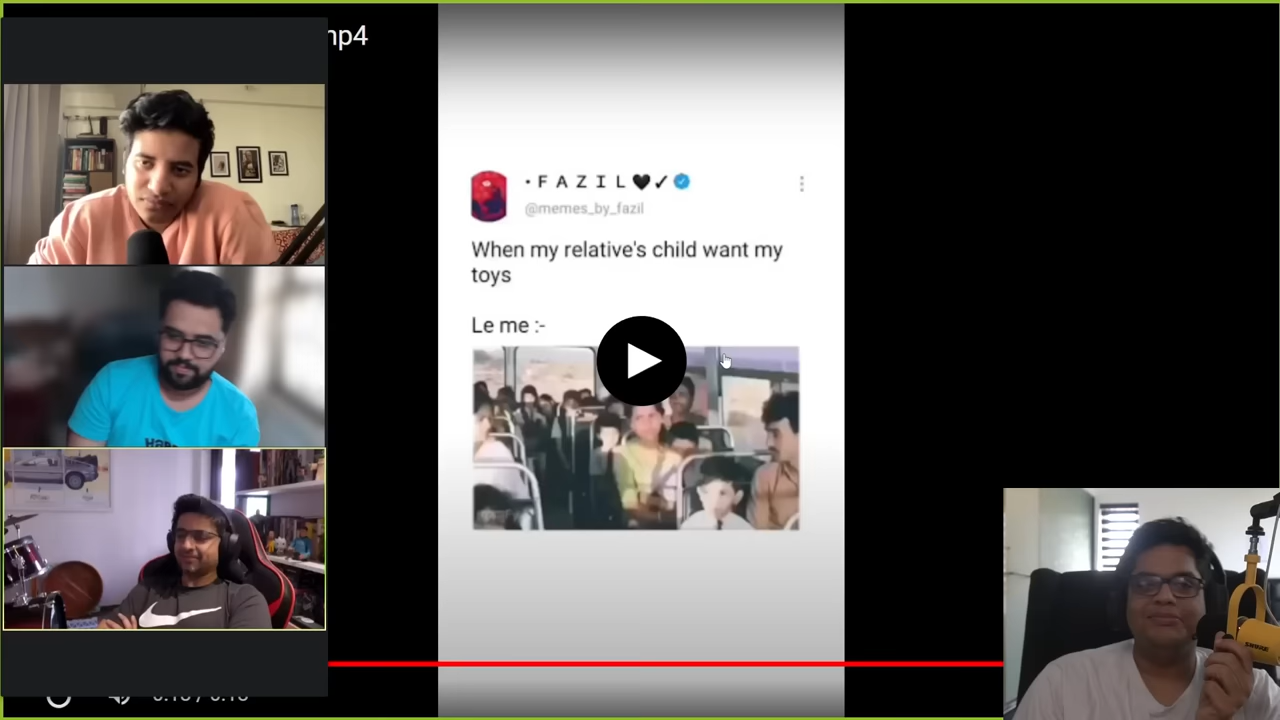 np4
• F A Z I L🖤✓
@memes_by_fazil
When my relative's child want my
toys
Le me :-